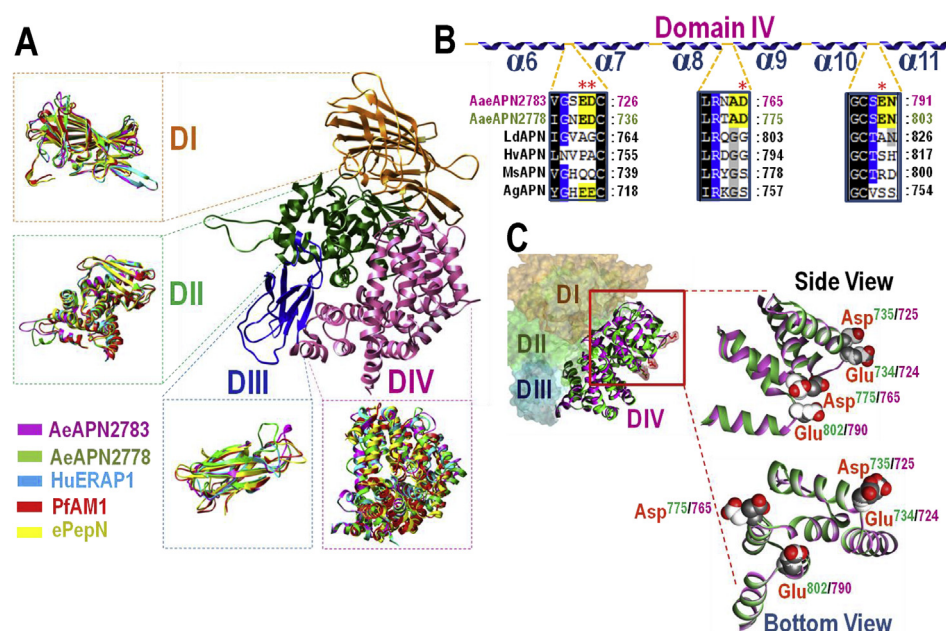 A
DI
DII
DIII
DIV
AeAPN2783
AeAPN2778
HuERAP1
PfAM1
ePepN
B
Domain IV
α6 α7 α8 α9 α10 α11
** * *
AaeAPN2783 VGSEDC :726 LRNAD :765 GCSEN :791
AaeAPN2778 IGNEDC :736 LRTAD :775 GCSEN :803
LdAPN IGVAGC :764 LRQGG :803 GCTAN :826
HvAPN LNVPAC :755 LRDGG :794 GCTSH :817
MsAPN VGHQQC :739 LRYGS :778 GCTRD :800
AgAPN YGHEEC :718 IRKGS :757 GCVSS :754
C
DI
DII
DIII
DIV
Side View
Asp735/725
Glu734/724
Asp775/765
Glu802/790
Asp735/725
Asp775/765
Glu734/724
Glu802/790
Bottom View